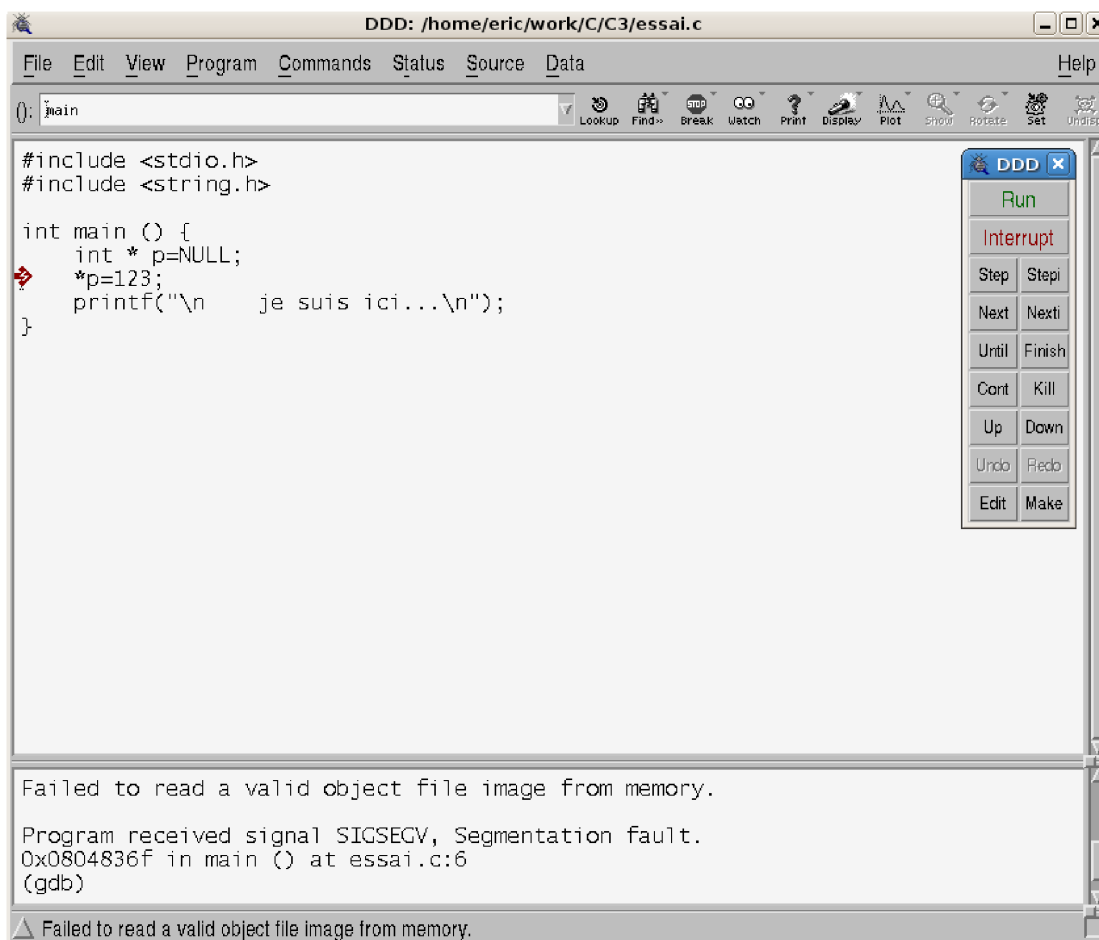 DDD: /home/eric/work/C/C3/essai.c
File Edit View Program Commands Status Source Data Help
(): main
Lookup Find» Break Watch Print Display Plot Show Rotate Set Undisp
STOP
#include <stdio.h>
#include <string.h>
int main () {
int * p=NULL;
*p=123;
printf("\n    je suis ici...\n");
}
DDD
Run
Interrupt
Step Stepi
Next Nexti
Until Finish
Cont Kill
Up Down
Undo Redo
Edit Make
Failed to read a valid object file image from memory.
Program received signal SIGSEGV, Segmentation fault.
0x0804836f in main () at essai.c:6
(gdb)
Failed to read a valid object file image from memory.